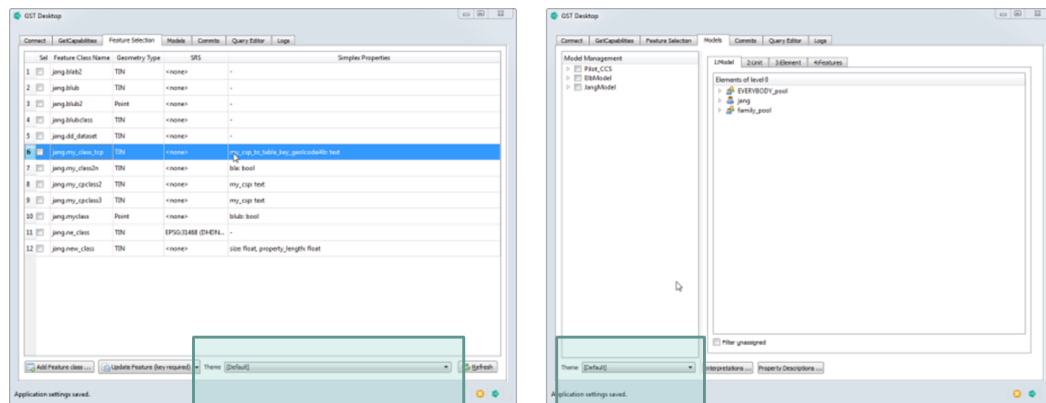 GST Desktop
Connect GetCapabilities Feature Selection Models Commits Query Editor Logs
Sel Feature Class Name Geometry Type SRS Simplex Properties
1 jang.blab2 TIN <none> -
2 jang.blub TIN <none> -
3 jang.blub2 Point <none> -
4 jang.blubclass TIN <none> -
5 jang.dd_dataset TIN <none> -
6 jang.my_class_tcp TIN <none> my_csp_to_table_key_geolcode4b: text
7 jang.my_class2n TIN <none> bla: bool
8 jang.my_cpclass2 TIN <none> my_csp: text
9 jang.my_cpclass3 TIN <none> my_csp: text
10 jang.myclass Point <none> blub: bool
11 jang.ne_class TIN EPSG:31468 (DHDN... -
12 jang.new_class TIN <none> size: float, property_length: float
Add Feature class ... Update Feature (key required) Theme [Default] Refresh
Application settings saved.
GST Desktop
Connect GetCapabilities Feature Selection Models Commits Query Editor Logs
Model Management
Pilot_CCS
ElbModel
JangModel
1:Model 2:Unit 3:Element 4:Features
Elements of level 0
EVERYBODY_pool
jang
family_pool
Filter unassigned
Theme [Default] Interpretations ... Property Descriptions ...
Application settings saved.